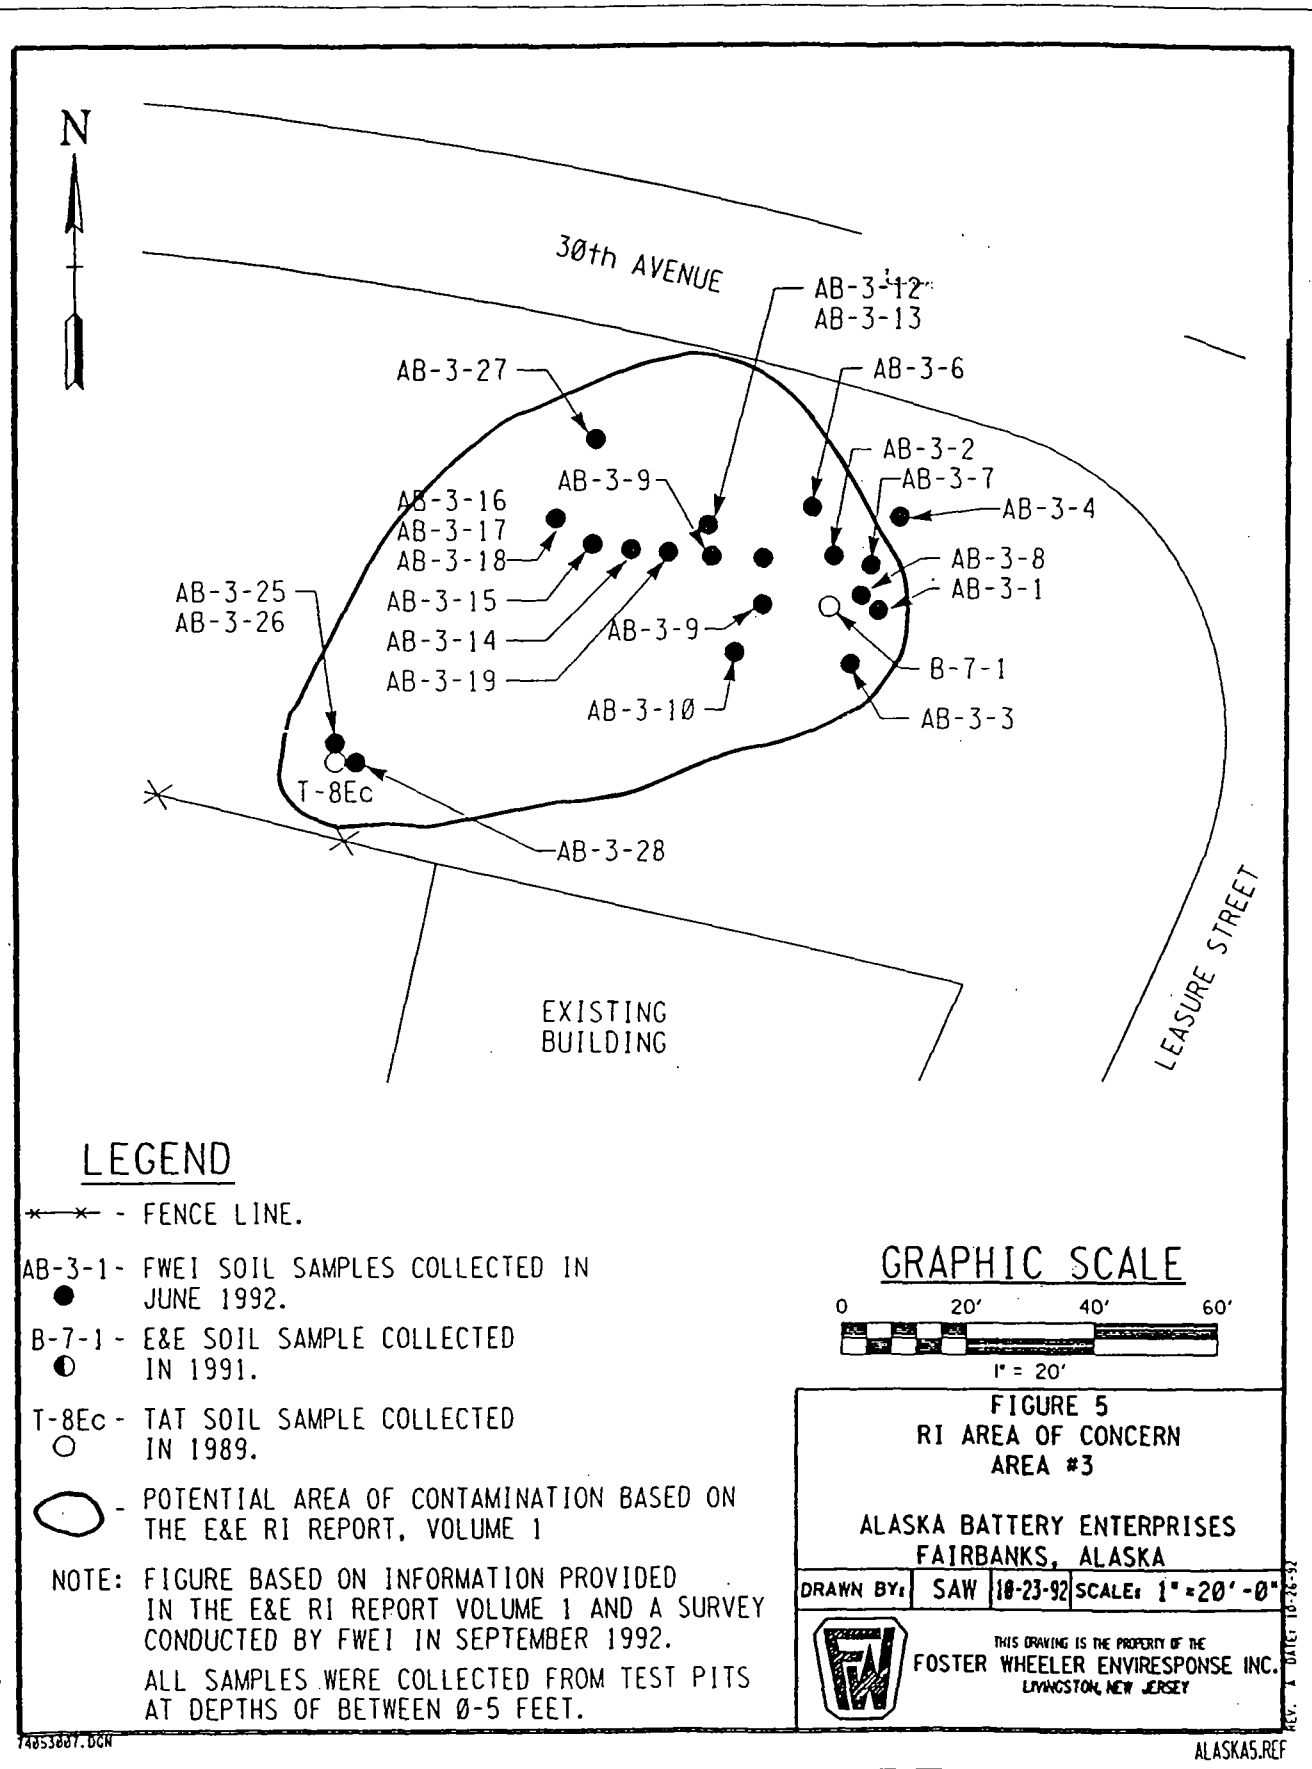 N
30th AVENUE
AB-3-12
AB-3-13
AB-3-27
AB-3-6
AB-3-2
AB-3-9
AB-3-7
AB-3-16
AB-3-4
AB-3-17
AB-3-18
AB-3-8
AB-3-25
AB-3-15
AB-3-1
AB-3-26
AB-3-14
AB-3-9
AB-3-19
B-7-1
AB-3-10
AB-3-3
T-8Ec
AB-3-28
LEASURE STREET
EXISTING
BUILDING
LEGEND
- FENCE LINE.
AB-3-1 - FWEI SOIL SAMPLES COLLECTED IN
JUNE 1992.
B-7-1 - E&E SOIL SAMPLE COLLECTED
IN 1991.
T-8Ec - TAT SOIL SAMPLE COLLECTED
IN 1989.
- POTENTIAL AREA OF CONTAMINATION BASED ON
THE E&E RI REPORT, VOLUME 1
NOTE: FIGURE BASED ON INFORMATION PROVIDED
IN THE E&E RI REPORT VOLUME 1 AND A SURVEY
CONDUCTED BY FWEI IN SEPTEMBER 1992.
ALL SAMPLES WERE COLLECTED FROM TEST PITS
AT DEPTHS OF BETWEEN 0-5 FEET.
GRAPHIC SCALE
0 20' 40' 60'
1" = 20'
FIGURE 5
RI AREA OF CONCERN
AREA #3
ALASKA BATTERY ENTERPRISES
FAIRBANKS, ALASKA
DRAWN BY: SAW 10-23-92 SCALE: 1" = 20'-0"
THIS DRAWING IS THE PROPERTY OF THE
FOSTER WHEELER ENVIRESPONSE INC.
LIVINGSTON, NEW JERSEY
REV. A DATE: 10-26-92
74053007.DGN
ALASKA5.REF